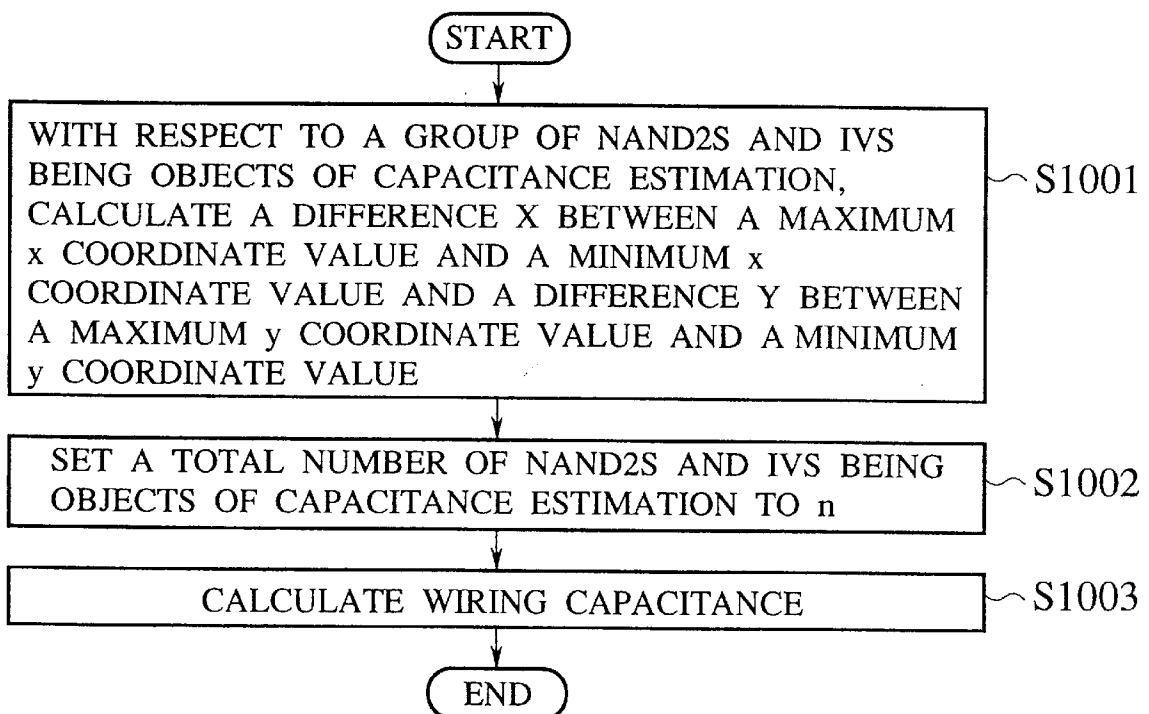 START
WITH RESPECT TO A GROUP OF NAND2S AND IVS
BEING OBJECTS OF CAPACITANCE ESTIMATION,
CALCULATE A DIFFERENCE X BETWEEN A MAXIMUM
x COORDINATE VALUE AND A MINIMUM x
COORDINATE VALUE AND A DIFFERENCE Y BETWEEN
A MAXIMUM y COORDINATE VALUE AND A MINIMUM
y COORDINATE VALUE
S1001
SET A TOTAL NUMBER OF NAND2S AND IVS BEING
OBJECTS OF CAPACITANCE ESTIMATION TO n
S1002
CALCULATE WIRING CAPACITANCE
S1003
END